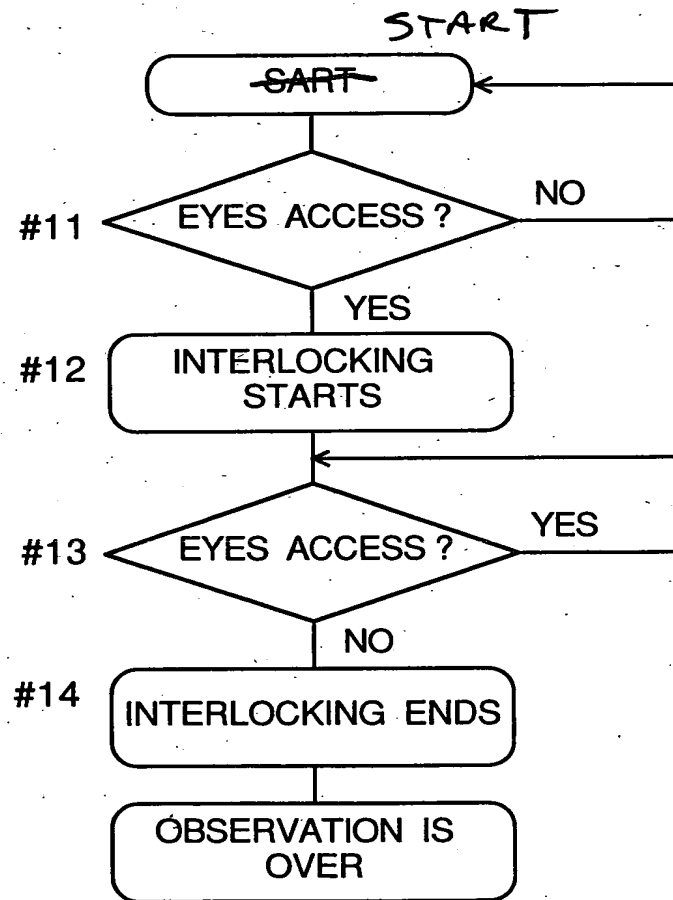 START
SART
EYES ACCESS ?
NO
#11
YES
#12
INTERLOCKING
STARTS
EYES ACCESS ?
YES
#13
NO
#14
INTERLOCKING ENDS
OBSERVATION IS
OVER